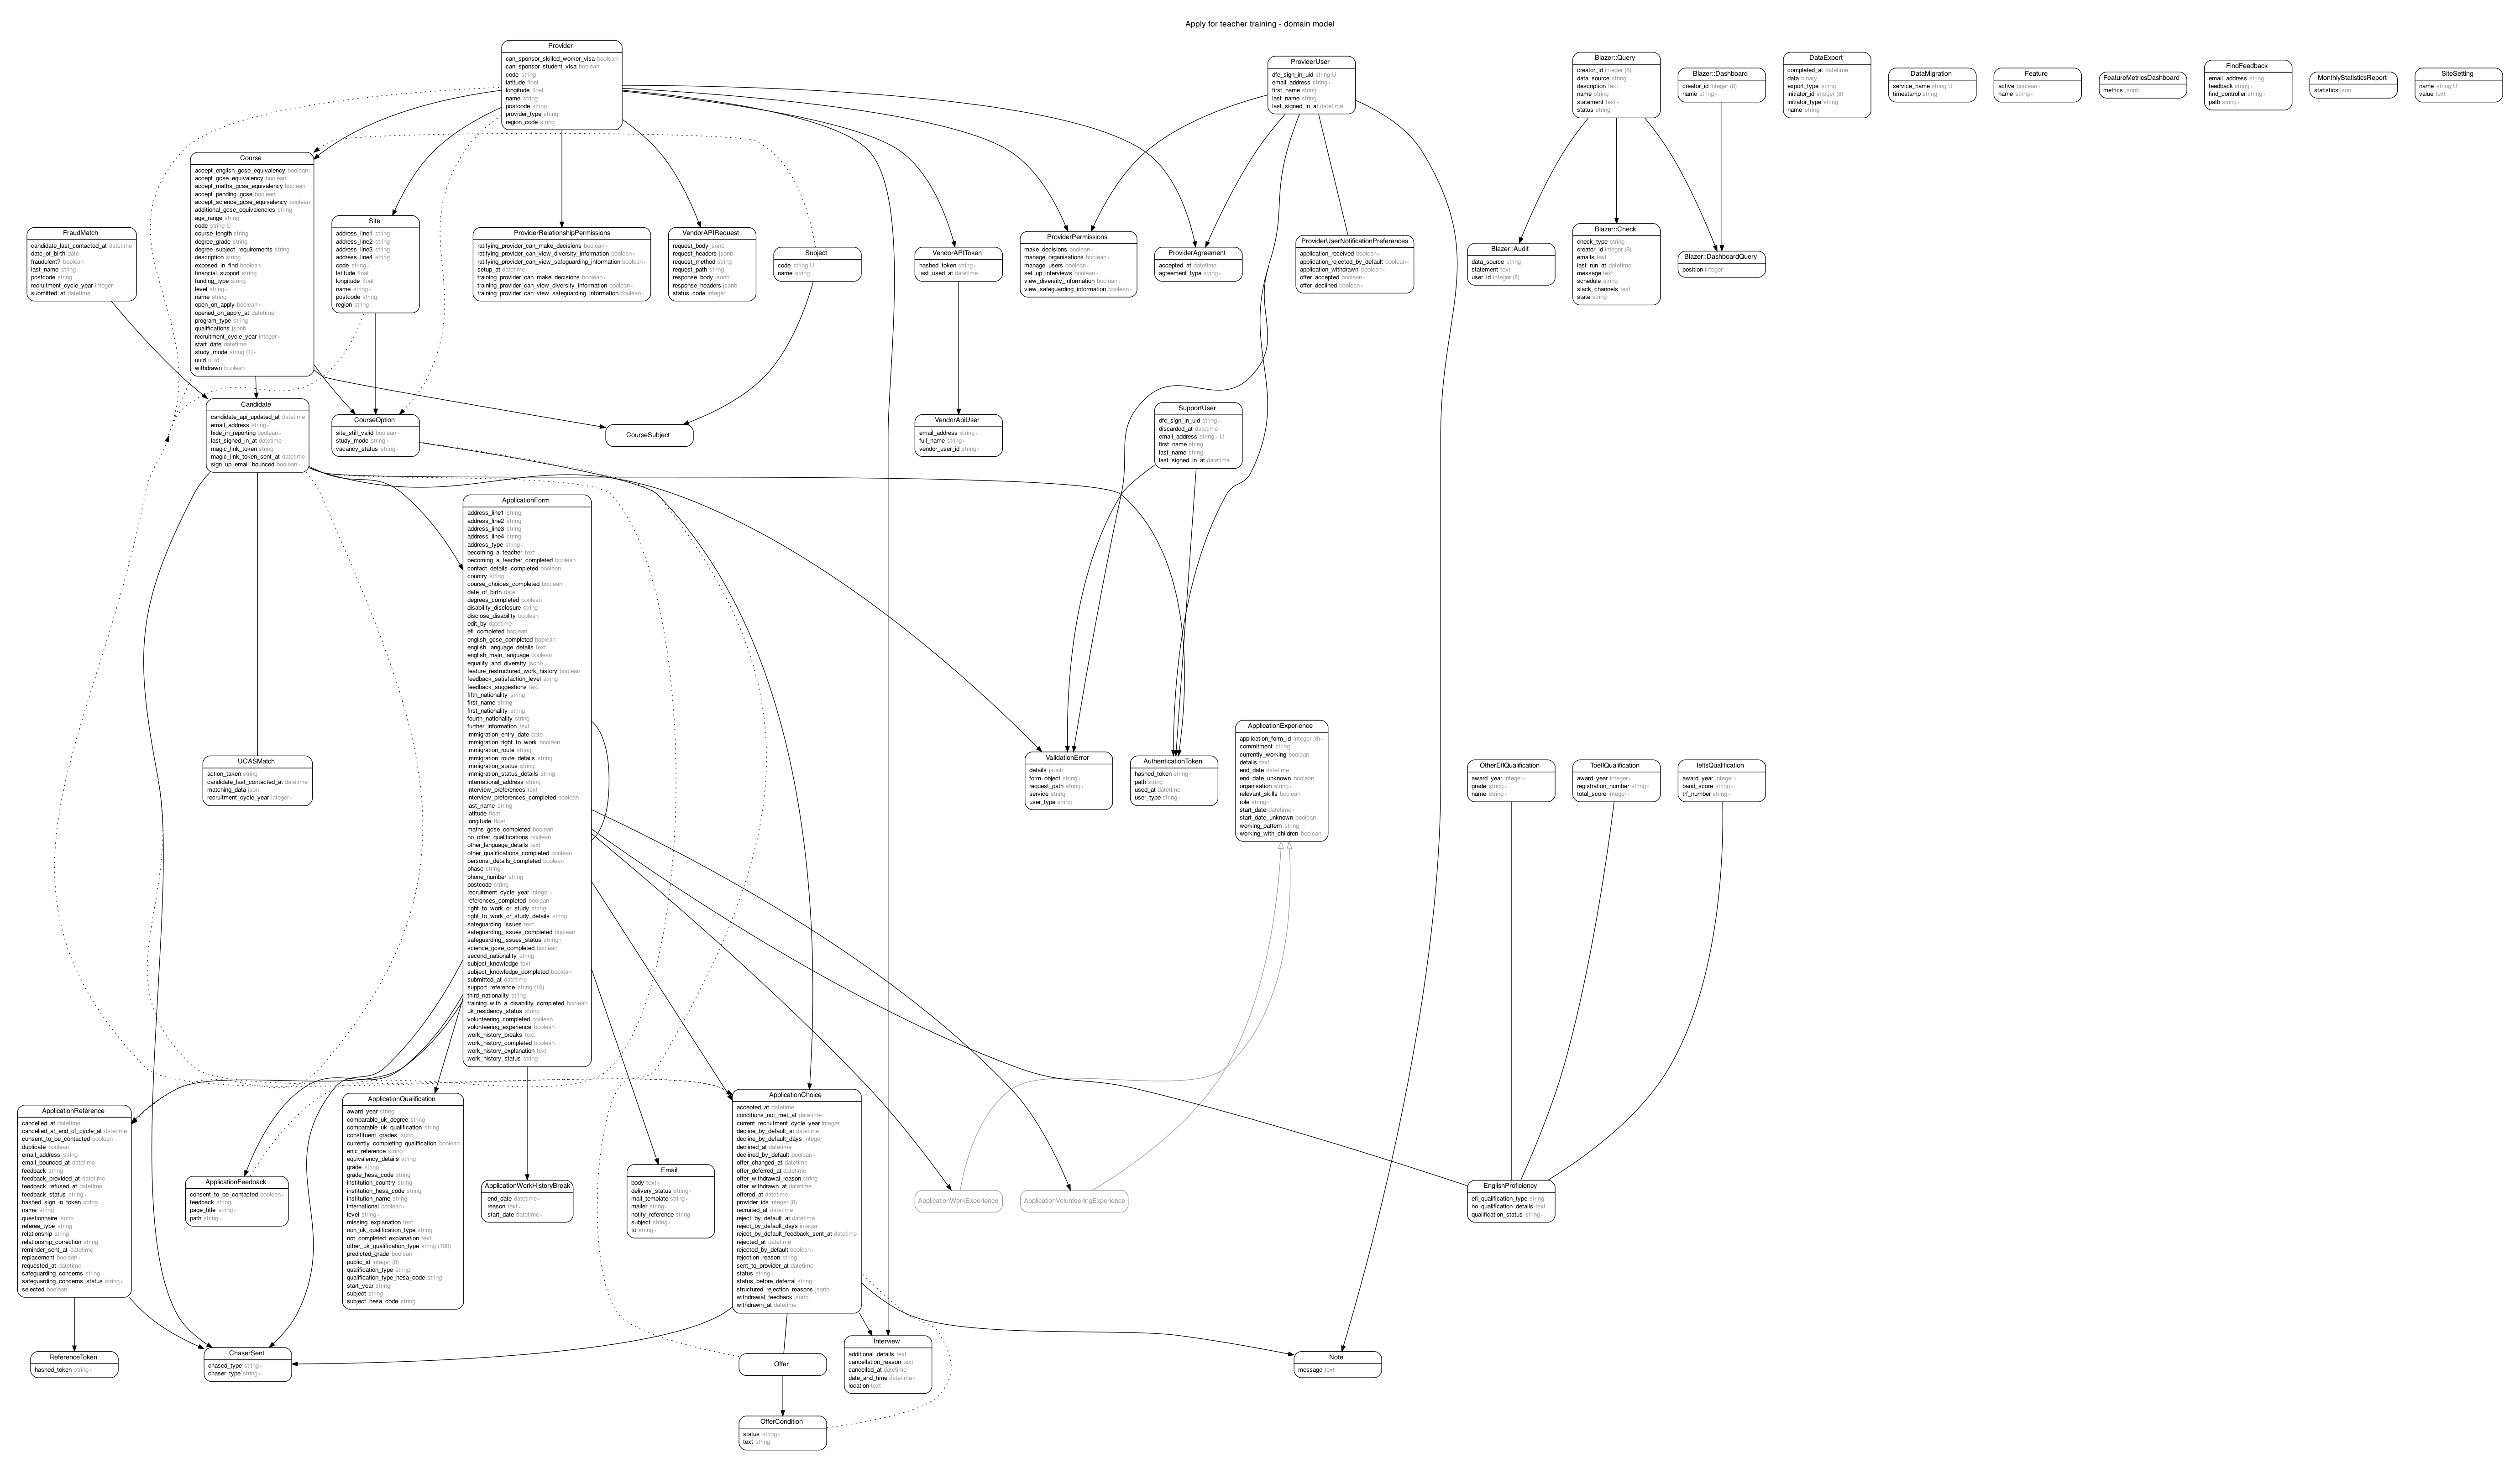 Apply for teacher training - domain model
Provider
can_sponsor_skilled_worker_visa boolean
can_sponsor_student_visa boolean
code string
latitude float
longitude float
name string
postcode string
provider_type string
region_code string
ProviderUser
dfe_sign_in_uid string U
email_address string∗
first_name string
last_name string
last_signed_in_at datetime
Blazer::Query
creator_id integer (8)
data_source string
description text
name string
statement text∗
status string
Blazer::Dashboard
creator_id integer (8)
name string∗
DataExport
completed_at datetime
data binary
export_type string
initiator_id integer (8)
initiator_type string
name string
DataMigration
service_name string U
timestamp string
Feature
active boolean∗
name string∗
FeatureMetricsDashboard
metrics jsonb
FindFeedback
email_address string
feedback string∗
find_controller string∗
path string∗
MonthlyStatisticsReport
statistics json
SiteSetting
name string U
value text
Course
accept_english_gcse_equivalency boolean
accept_gcse_equivalency boolean
accept_maths_gcse_equivalency boolean
accept_pending_gcse boolean
accept_science_gcse_equivalency boolean
additional_gcse_equivalencies string
age_range string
code string U
course_length string
degree_grade string
degree_subject_requirements string
description string
exposed_in_find boolean
financial_support string
funding_type string
level string∗
name string
open_on_apply boolean∗
opened_on_apply_at datetime
program_type string
qualifications jsonb
recruitment_cycle_year integer∗
start_date datetime
study_mode string (1)∗
uuid uuid
withdrawn boolean
FraudMatch
candidate_last_contacted_at datetime
date_of_birth date
fraudulent? boolean
last_name string
postcode string
recruitment_cycle_year integer
submitted_at datetime
Site
address_line1 string
address_line2 string
address_line3 string
address_line4 string
code string∗
latitude float
longitude float
name string∗
postcode string
region string
ProviderRelationshipPermissions
ratifying_provider_can_make_decisions boolean∗
ratifying_provider_can_view_diversity_information boolean∗
ratifying_provider_can_view_safeguarding_information boolean∗
setup_at datetime
training_provider_can_make_decisions boolean∗
training_provider_can_view_diversity_information boolean∗
training_provider_can_view_safeguarding_information boolean∗
VendorAPIRequest
request_body jsonb
request_headers jsonb
request_method string
request_path string
response_body jsonb
response_headers jsonb
status_code integer
Subject
code string U
name string
VendorAPIToken
hashed_token string∗
last_used_at datetime
ProviderPermissions
make_decisions boolean∗
manage_organisations boolean∗
manage_users boolean∗
set_up_interviews boolean∗
view_diversity_information boolean∗
view_safeguarding_information boolean∗
ProviderAgreement
accepted_at datetime
agreement_type string∗
ProviderUserNotificationPreferences
application_received boolean∗
application_rejected_by_default boolean∗
application_withdrawn boolean∗
offer_accepted boolean∗
offer_declined boolean∗
Blazer::Audit
data_source string
statement text
user_id integer (8)
Blazer::Check
check_type string
creator_id integer (8)
emails text
last_run_at datetime
message text
schedule string
slack_channels text
state string
Blazer::DashboardQuery
position integer
Candidate
candidate_api_updated_at datetime
email_address string∗
hide_in_reporting boolean∗
last_signed_in_at datetime
magic_link_token string
magic_link_token_sent_at datetime
sign_up_email_bounced boolean∗
CourseOption
site_still_valid boolean∗
study_mode string∗
vacancy_status string∗
CourseSubject
VendorApiUser
email_address string∗
full_name string∗
vendor_user_id string∗
SupportUser
dfe_sign_in_uid string∗
discarded_at datetime
email_address string∗ U
first_name string
last_name string
last_signed_in_at datetime
ApplicationForm
address_line1 string
address_line2 string
address_line3 string
address_line4 string
address_type string∗
becoming_a_teacher text
becoming_a_teacher_completed boolean
contact_details_completed boolean
country string
course_choices_completed boolean
date_of_birth date
degrees_completed boolean
disability_disclosure string
disclose_disability boolean
edit_by datetime
efl_completed boolean
english_gcse_completed boolean
english_language_details text
english_main_language boolean
equality_and_diversity jsonb
feature_restructured_work_history boolean
feedback_satisfaction_level string
feedback_suggestions text
fifth_nationality string
first_name string
first_nationality string
fourth_nationality string
further_information text
immigration_entry_date date
immigration_right_to_work boolean
immigration_route string
immigration_route_details string
immigration_status string
immigration_status_details string
international_address string
interview_preferences text
interview_preferences_completed boolean
last_name string
latitude float
longitude float
maths_gcse_completed boolean
no_other_qualifications boolean
other_language_details text
other_qualifications_completed boolean
personal_details_completed boolean
phase string∗
phone_number string
postcode string
recruitment_cycle_year integer∗
references_completed boolean
right_to_work_or_study string
right_to_work_or_study_details string
safeguarding_issues text
safeguarding_issues_completed boolean
safeguarding_issues_status string∗
science_gcse_completed boolean
second_nationality string
subject_knowledge text
subject_knowledge_completed boolean
submitted_at datetime
support_reference string (10)
third_nationality string
training_with_a_disability_completed boolean
uk_residency_status string
volunteering_completed boolean
volunteering_experience boolean
work_history_breaks text
work_history_completed boolean
work_history_explanation text
work_history_status string
UCASMatch
action_taken string
candidate_last_contacted_at datetime
matching_data json
recruitment_cycle_year integer∗
ValidationError
details jsonb
form_object string∗
request_path string∗
service string
user_type string
AuthenticationToken
hashed_token string∗
path string
used_at datetime
user_type string∗
ApplicationExperience
application_form_id integer (8)∗
commitment string
currently_working boolean
details text
end_date datetime
end_date_unknown boolean
organisation string∗
relevant_skills boolean
role string∗
start_date datetime∗
start_date_unknown boolean
working_pattern string
working_with_children boolean
OtherEflQualification
award_year integer∗
grade string∗
name string∗
ToeflQualification
award_year integer∗
registration_number string∗
total_score integer∗
IeltsQualification
award_year integer∗
band_score string∗
trf_number string∗
ApplicationReference
cancelled_at datetime
cancelled_at_end_of_cycle_at datetime
consent_to_be_contacted boolean
duplicate boolean
email_address string
email_bounced_at datetime
feedback string
feedback_provided_at datetime
feedback_refused_at datetime
feedback_status string∗
hashed_sign_in_token string
name string
questionnaire jsonb
referee_type string
relationship string
relationship_correction string
reminder_sent_at datetime
replacement boolean∗
requested_at datetime
safeguarding_concerns string
safeguarding_concerns_status string∗
selected boolean
ApplicationFeedback
consent_to_be_contacted boolean∗
feedback string
page_title string∗
path string∗
ApplicationQualification
award_year string
comparable_uk_degree string
comparable_uk_qualification string
constituent_grades jsonb
currently_completing_qualification boolean
enic_reference string
equivalency_details string
grade string
grade_hesa_code string
institution_country string
institution_hesa_code string
institution_name string
international boolean∗
level string∗
missing_explanation text
non_uk_qualification_type string
not_completed_explanation text
other_uk_qualification_type string (100)
predicted_grade boolean
public_id integer (8)
qualification_type string
qualification_type_hesa_code string
start_year string
subject string
subject_hesa_code string
ApplicationWorkHistoryBreak
end_date datetime∗
reason text∗
start_date datetime∗
Email
body text∗
delivery_status string∗
mail_template string∗
mailer string∗
notify_reference string
subject string∗
to string∗
ApplicationChoice
accepted_at datetime
conditions_not_met_at datetime
current_recruitment_cycle_year integer
decline_by_default_at datetime
decline_by_default_days integer
declined_at datetime
declined_by_default boolean∗
offer_changed_at datetime
offer_deferred_at datetime
offer_withdrawal_reason string
offer_withdrawn_at datetime
offered_at datetime
provider_ids integer (8)
recruited_at datetime
reject_by_default_at datetime
reject_by_default_days integer
reject_by_default_feedback_sent_at datetime
rejected_at datetime
rejected_by_default boolean∗
rejection_reason string
sent_to_provider_at datetime
status string∗
status_before_deferral string
structured_rejection_reasons jsonb
withdrawal_feedback jsonb
withdrawn_at datetime
ApplicationWorkExperience
ApplicationVolunteeringExperience
EnglishProficiency
efl_qualification_type string
no_qualification_details text
qualification_status string∗
ReferenceToken
hashed_token string∗
ChaserSent
chased_type string∗
chaser_type string∗
Offer
Interview
additional_details text
cancellation_reason text
cancelled_at datetime
date_and_time datetime∗
location text
Note
message text
OfferCondition
status string∗
text string